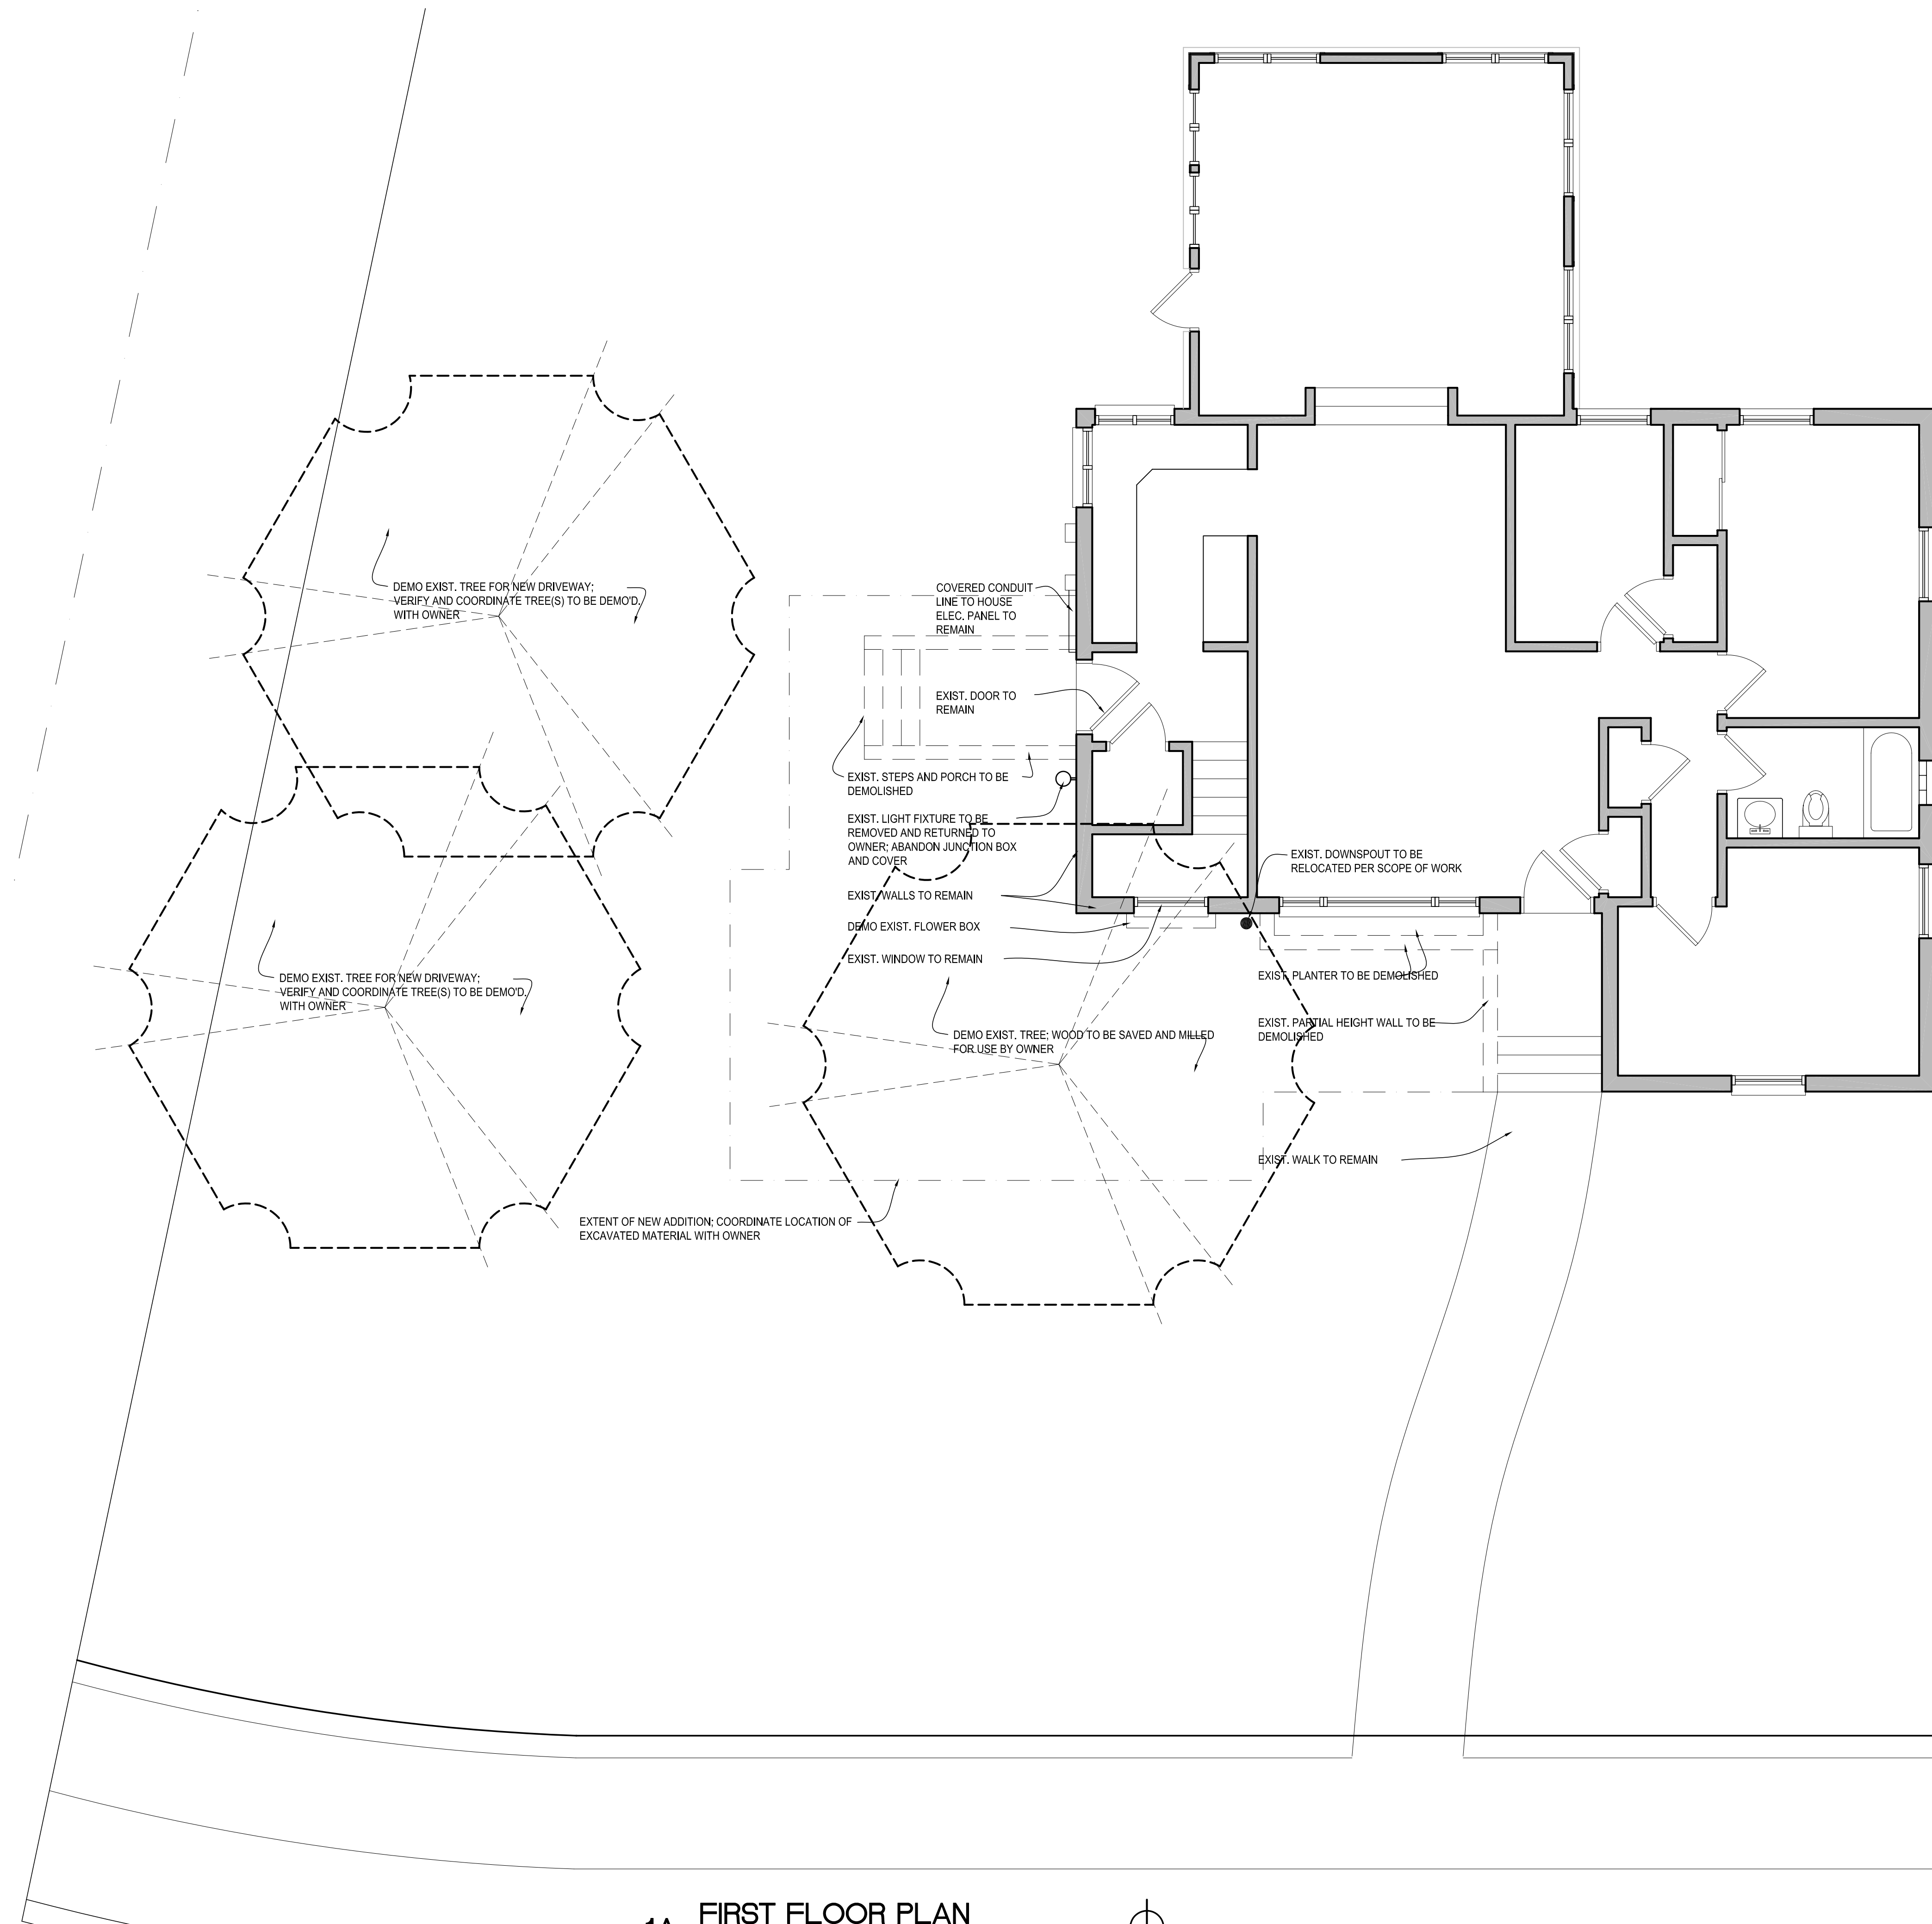 DEMO EXIST. TREE FOR NEW DRIVEWAY;
VERIFY AND COORDINATE TREE(S) TO BE DEMO'D.
WITH OWNER
COVERED CONDUIT
LINE TO HOUSE
ELEC. PANEL TO
REMAIN
EXIST. DOOR TO
REMAIN
EXIST. STEPS AND PORCH TO BE
DEMOLISHED
EXIST. LIGHT FIXTURE TO BE
REMOVED AND RETURNED TO
OWNER; ABANDON JUNCTION BOX
AND COVER
EXIST. WALLS TO REMAIN
DEMO EXIST. FLOWER BOX
EXIST. WINDOW TO REMAIN
EXIST. DOWNSPOUT TO BE
RELOCATED PER SCOPE OF WORK
EXIST. PLANTER TO BE DEMOLISHED
EXIST. PARTIAL HEIGHT WALL TO BE
DEMOLISHED
DEMO EXIST. TREE FOR NEW DRIVEWAY;
VERIFY AND COORDINATE TREE(S) TO BE DEMO'D.
WITH OWNER
DEMO EXIST. TREE; WOOD TO BE SAVED AND MILLED
FOR USE BY OWNER
EXIST. WALK TO REMAIN
EXTENT OF NEW ADDITION; COORDINATE LOCATION OF
EXCAVATED MATERIAL WITH OWNER
1A FIRST FLOOR PLAN